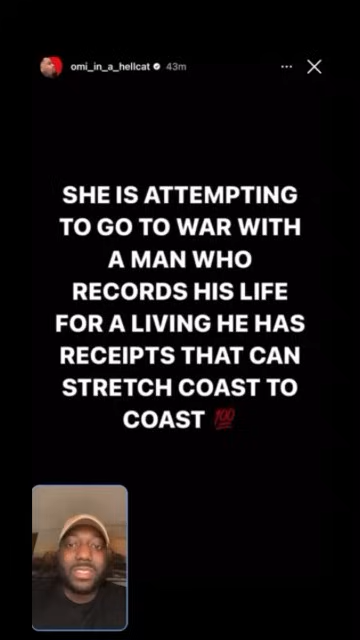 omi_in_a_hellcat 43m
SHE IS ATTEMPTING
TO GO TO WAR WITH
A MAN WHO
RECORDS HIS LIFE
FOR A LIVING HE HAS
RECEIPTS THAT CAN
STRETCH COAST TO
COAST 💯